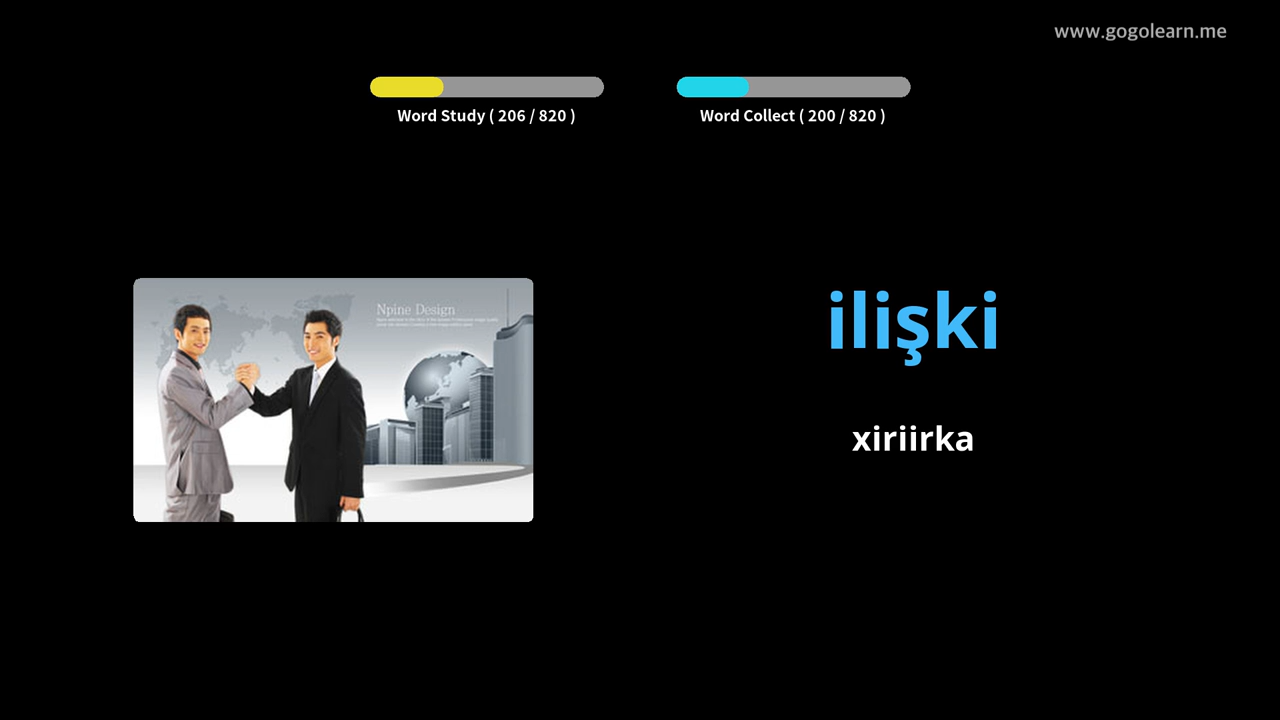 www.gogolearn.me
Word Study ( 206 / 820 )
Word Collect ( 200 / 820 )
Npine Design
ilişki
xiriirka